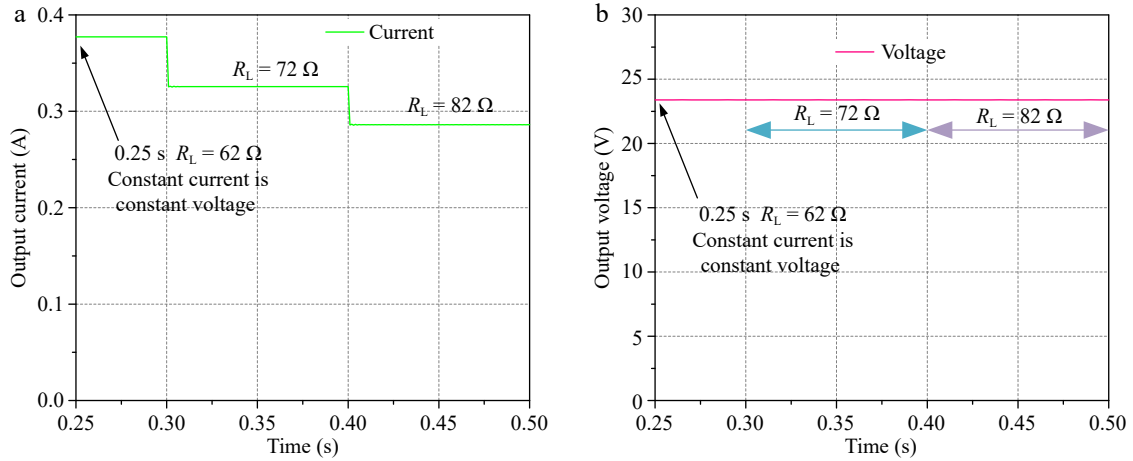 a
Output current (A)
0.4
0.3
0.2
0.1
0.0
Current
R_L = 72 Ω
R_L = 82 Ω
0.25 s R_L = 62 Ω
Constant current is
constant voltage
0.25 0.30 0.35 0.40 0.45 0.50
Time (s)
b
Output voltage (V)
30
25
20
15
10
5
0
Voltage
R_L = 72 Ω
R_L = 82 Ω
0.25 s R_L = 62 Ω
Constant current is
constant voltage
0.25 0.30 0.35 0.40 0.45 0.50
Time (s)